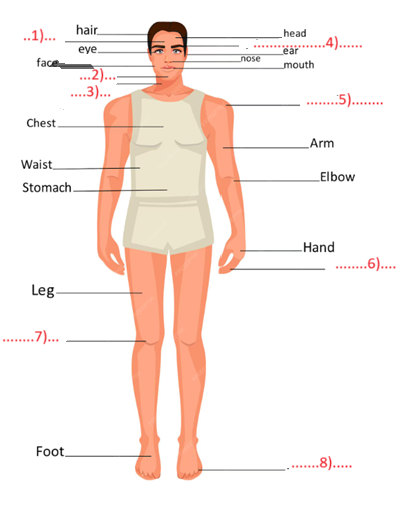 hair
head
..1)...
..............4)......
eye
ear
nose
face
mouth
...2)...
....3)...
........5)........
Chest
Arm
Waist
Elbow
Stomach
Hand
........6)....
Leg
........7)...
Foot
.......8).....